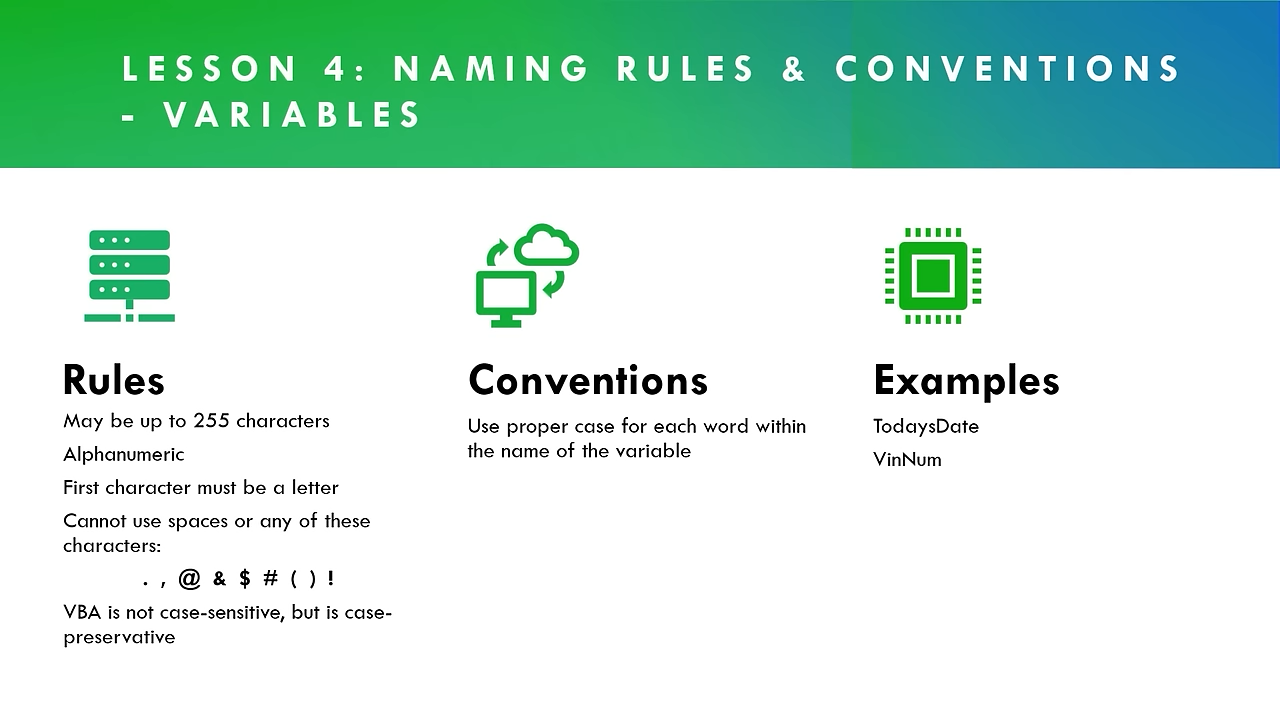 LESSON 4: NAMING RULES & CONVENTIONS
- VARIABLES
Rules
May be up to 255 characters
Alphanumeric
First character must be a letter
Cannot use spaces or any of these
characters:
. , @ & $ # ( ) !
VBA is not case-sensitive, but is case-
preservative
Conventions
Use proper case for each word within
the name of the variable
Examples
TodaysDate
VinNum